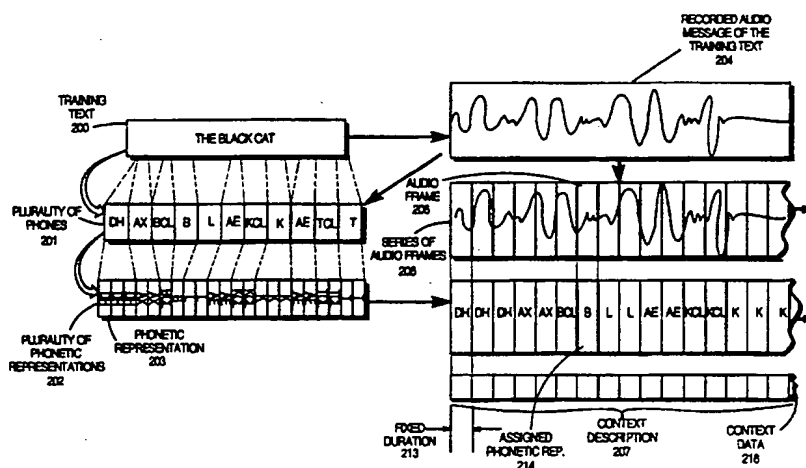 RECORDED AUDIO
MESSAGE OF THE
TRAINING TEXT
204
TRAINING
TEXT
200
THE BLACK CAT
AUDIO
FRAME
205
PLURALITY OF
PHONES
201
DH AX BCL B L AE KCL K AE TCL T
SERIES OF
AUDIO FRAMES
206
DH DH DH AX AX BCL B L L AE AE KCL KCL K K K
PLURALITY OF
PHONETIC
REPRESENTATIONS
202
PHONETIC
REPRESENTATION
203
FIXED
DURATION
213
ASSIGNED
PHONETIC REP.
214
CONTEXT
DESCRIPTION
207
CONTEXT
DATA
216